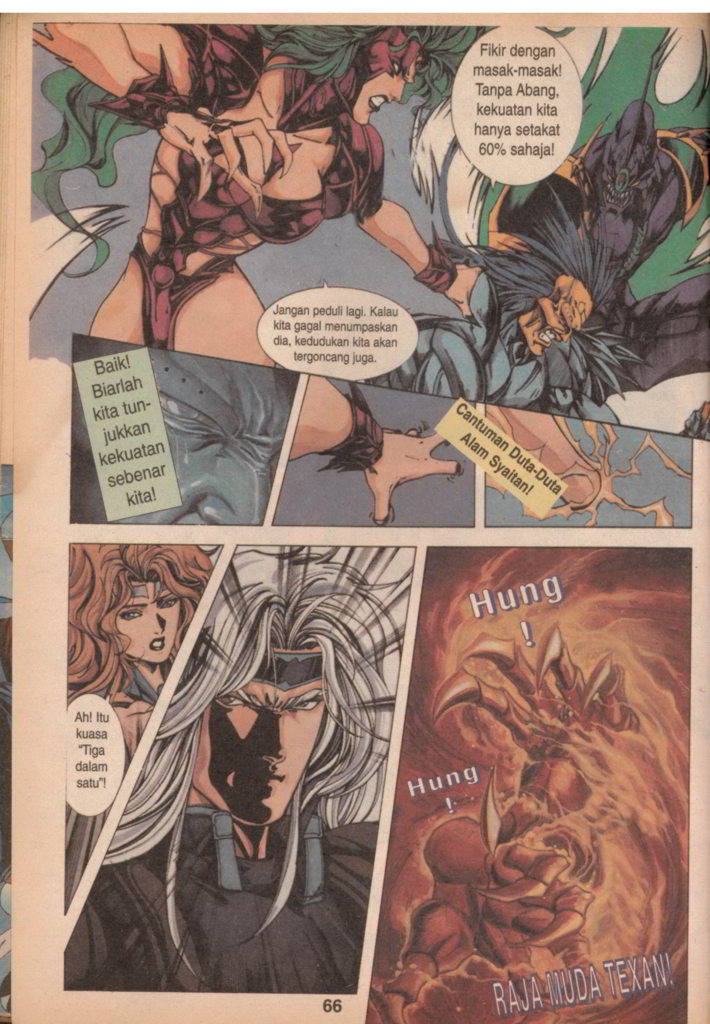 Fikir dengan
masak-masak!
Tanpa Abang,
kekuatan kita
hanya setakat
60% sahaja!
Jangan peduli lagi. Kalau
kita gagal menumpaskan
dia, kedudukan kita akan
tergoncang juga.
Baik!
Biarlah
kita tun-
jukkan
kekuatan
sebenar
kita!
Cantuman Duta-Duta
Alam Syaitan!
Ah! Itu
kuasa
"Tiga
dalam
satu"!
Hung
!
Hung
!
RAJA MUDA TEXAN!
66